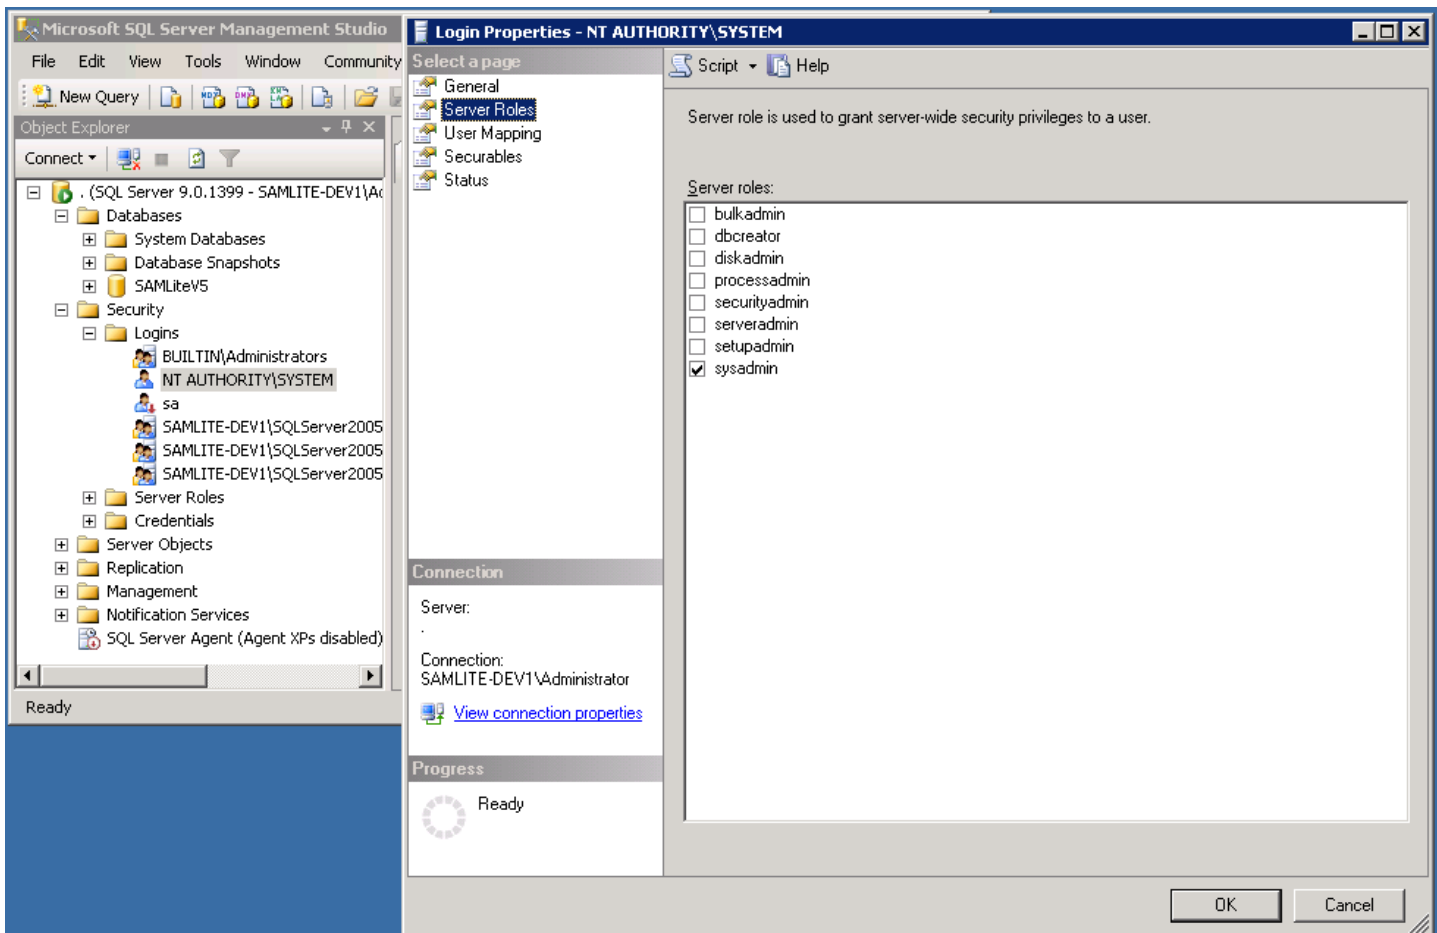 Microsoft SQL Server Management Studio
File Edit View Tools Window Community
New Query
Object Explorer
Connect
. (SQL Server 9.0.1399 - SAMLITE-DEV1\Ad
Databases
System Databases
Database Snapshots
SAMLiteV5
Security
Logins
BUILTIN\Administrators
NT AUTHORITY\SYSTEM
sa
SAMLITE-DEV1\SQLServer2005
SAMLITE-DEV1\SQLServer2005
SAMLITE-DEV1\SQLServer2005
Server Roles
Credentials
Server Objects
Replication
Management
Notification Services
SQL Server Agent (Agent XPs disabled)
Ready
Login Properties - NT AUTHORITY\SYSTEM
Select a page
General
Server Roles
User Mapping
Securables
Status
Connection
Server:
.
Connection:
SAMLITE-DEV1\Administrator
View connection properties
Progress
Ready
Script Help
Server role is used to grant server-wide security privileges to a user.
Server roles:
bulkadmin
dbcreator
diskadmin
processadmin
securityadmin
serveradmin
setupadmin
sysadmin
OK Cancel